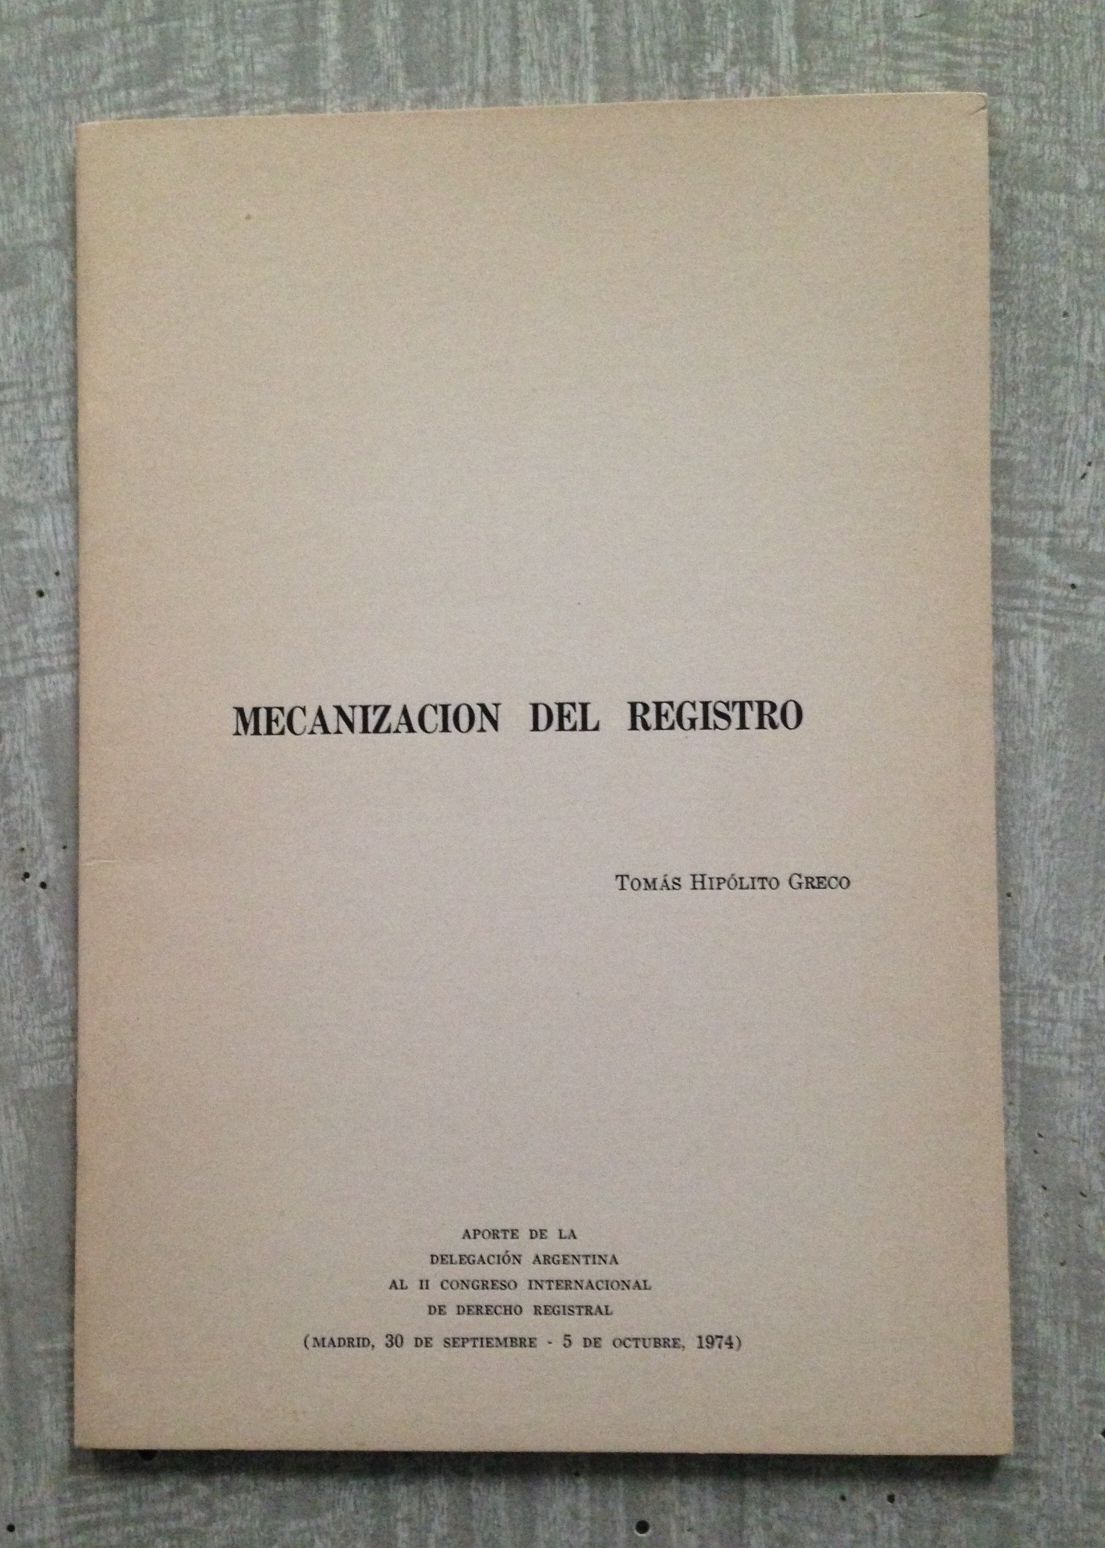 MECANIZACION DEL REGISTRO
TOMÁS HIPÓLITO GRECO
APORTE DE LA
DELEGACIÓN ARGENTINA
AL II CONGRESO INTERNACIONAL
DE DERECHO REGISTRAL
(MADRID, 30 DE SEPTIEMBRE - 5 DE OCTUBRE, 1974)